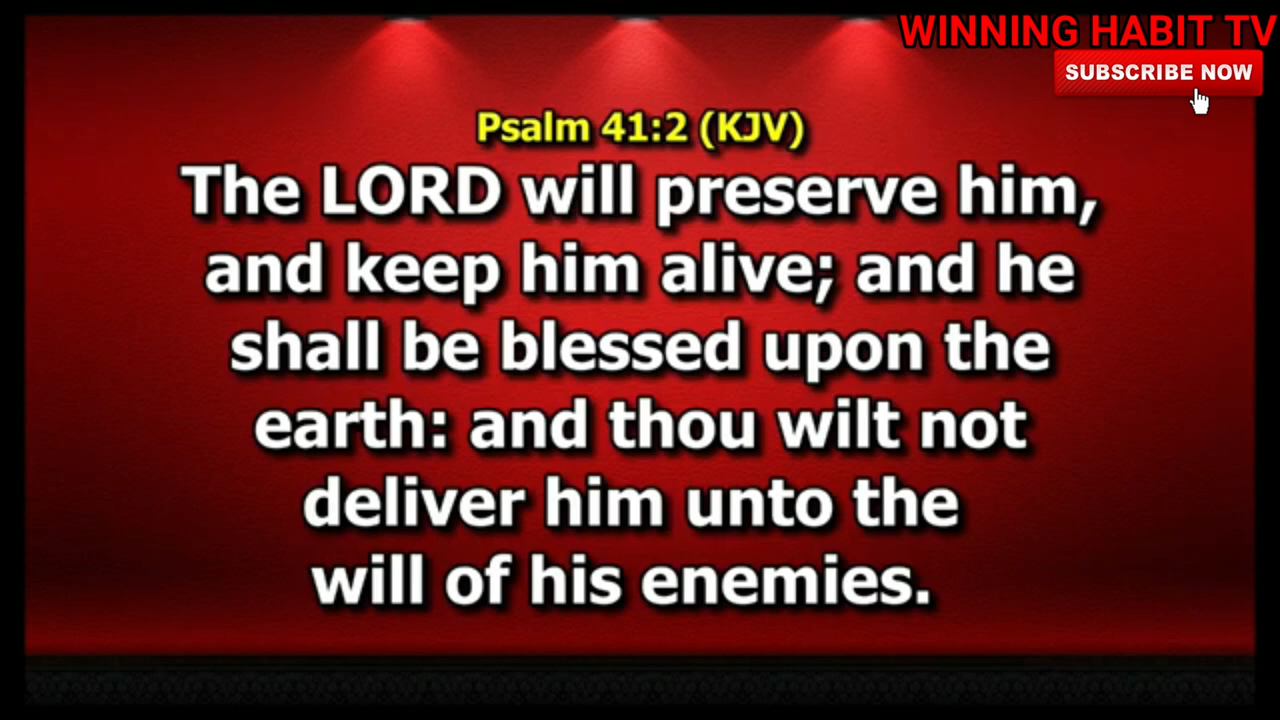 WINNING HABIT TV
SUBSCRIBE NOW
Psalm 41:2 (KJV)
The LORD will preserve him,
and keep him alive; and he
shall be blessed upon the
earth: and thou wilt not
deliver him unto the
will of his enemies.